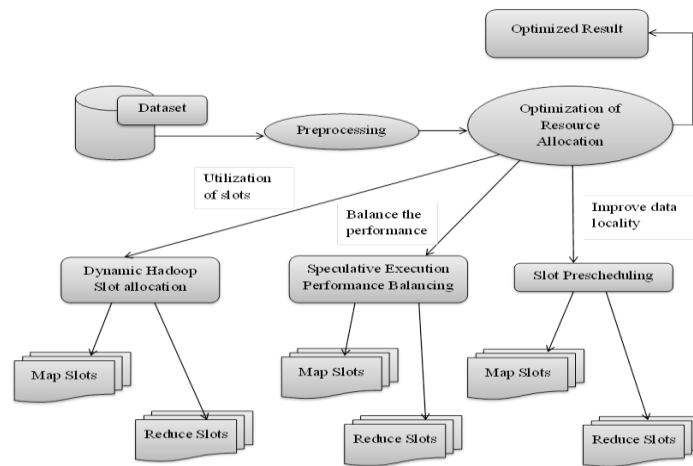 Optimized Result
Dataset
Preprocessing
Optimization of
Resource
Allocation
Utilization
of slots
Balance the
performance
Improve data
locality
Dynamic Hadoop
Slot allocation
Speculative Execution
Performance Balancing
Slot Prescheduling
Map Slots
Map Slots
Map Slots
Reduce Slots
Reduce Slots
Reduce Slots